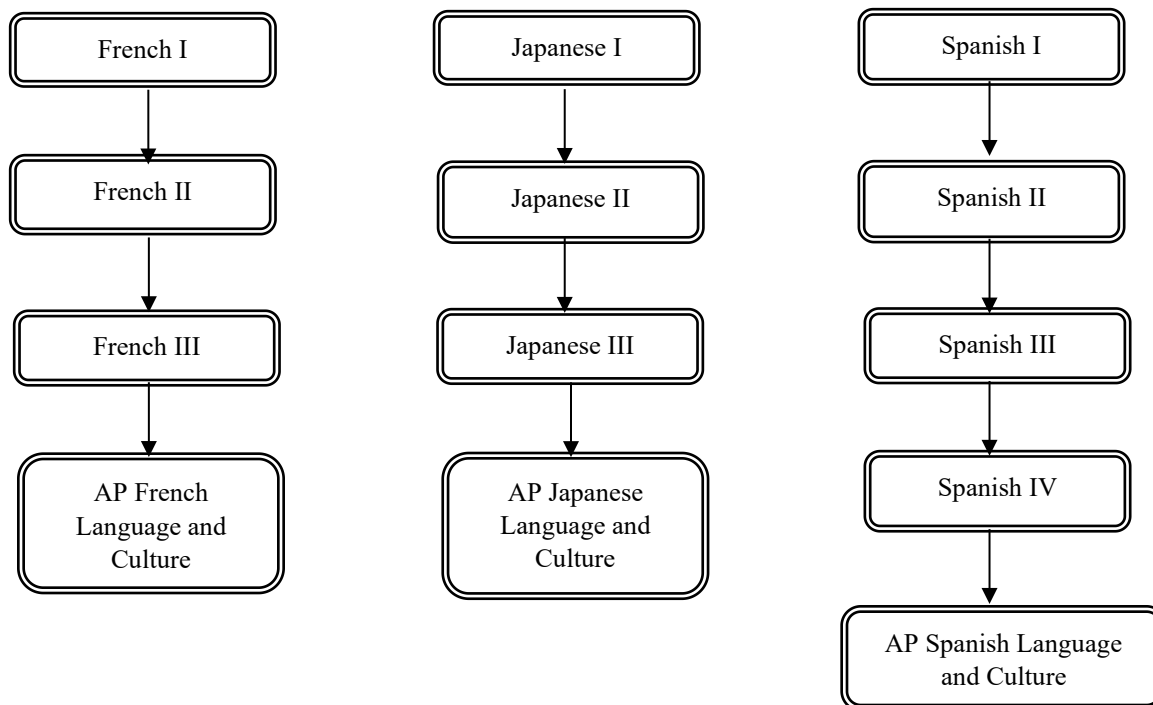 French I
French II
French III
AP French
Language and
Culture
Japanese I
Japanese II
Japanese III
AP Japanese
Language and
Culture
Spanish I
Spanish II
Spanish III
Spanish IV
AP Spanish Language
and Culture